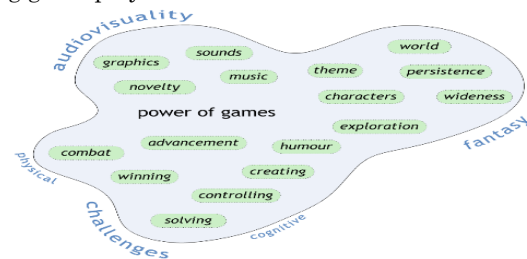 audiovisuality
sounds
graphics
music
novelty
world
theme
persistence
characters
wideness
power of games
exploration
fantasy
advancement
humour
combat
physical
winning
creating
controlling
challenges
solving
cognitive